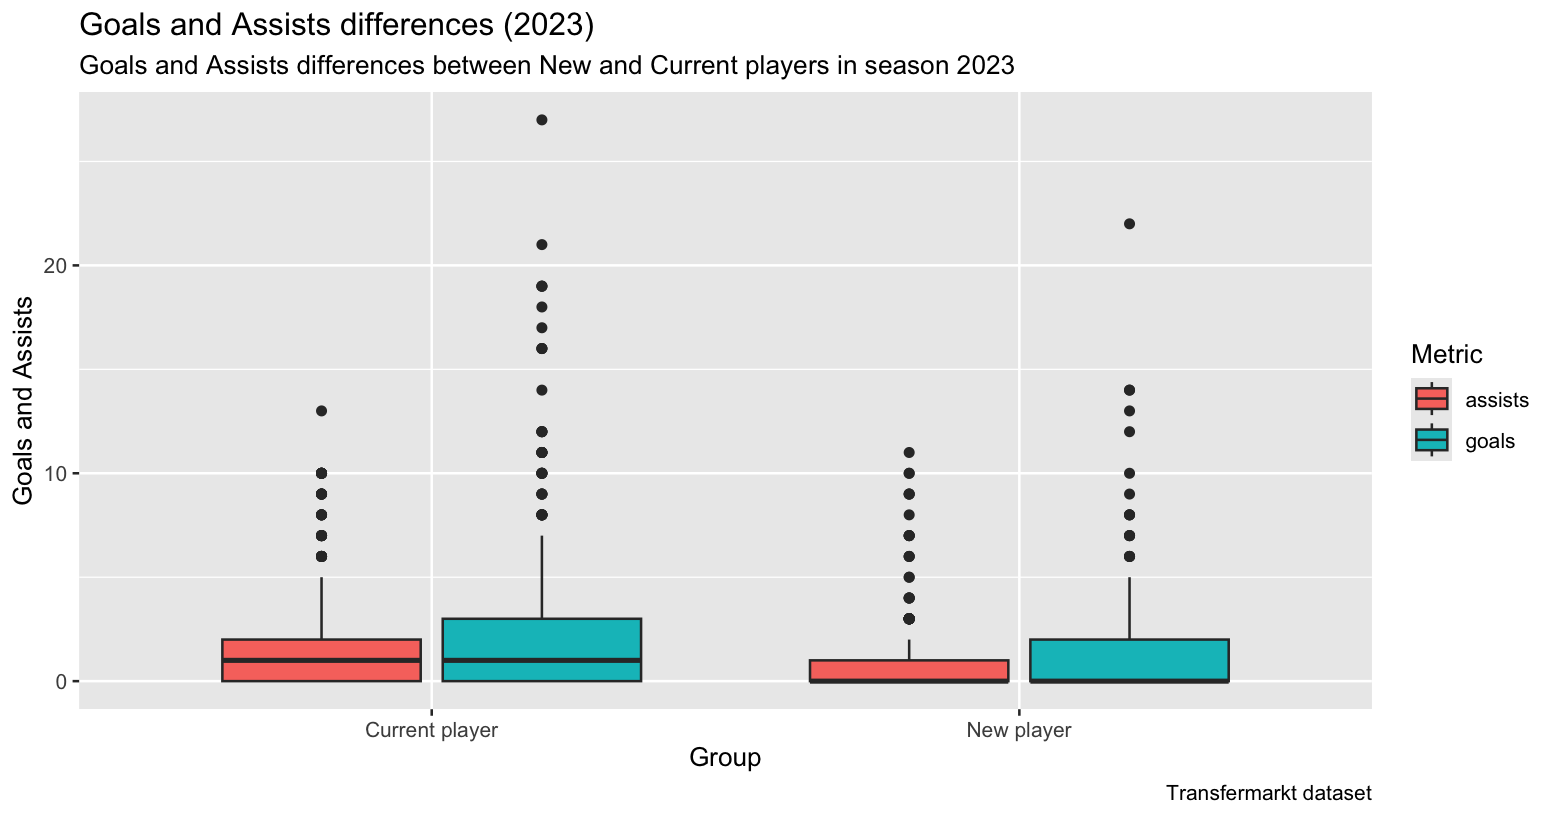 Goals and Assists differences (2023)
Goals and Assists differences between New and Current players in season 2023
Goals and Assists
20
10
0
Current player
New player
Group
Metric
assists
goals
Transfermarkt dataset